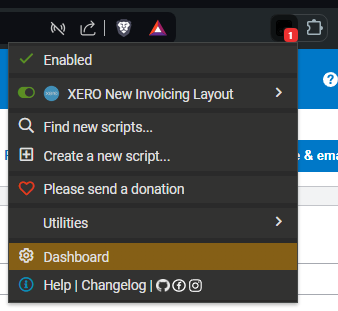 1
Enabled
XERO New Invoicing Layout
Find new scripts...
Create a new script...
e & ema
Please send a donation
Utilities
Dashboard
Help | Changelog |